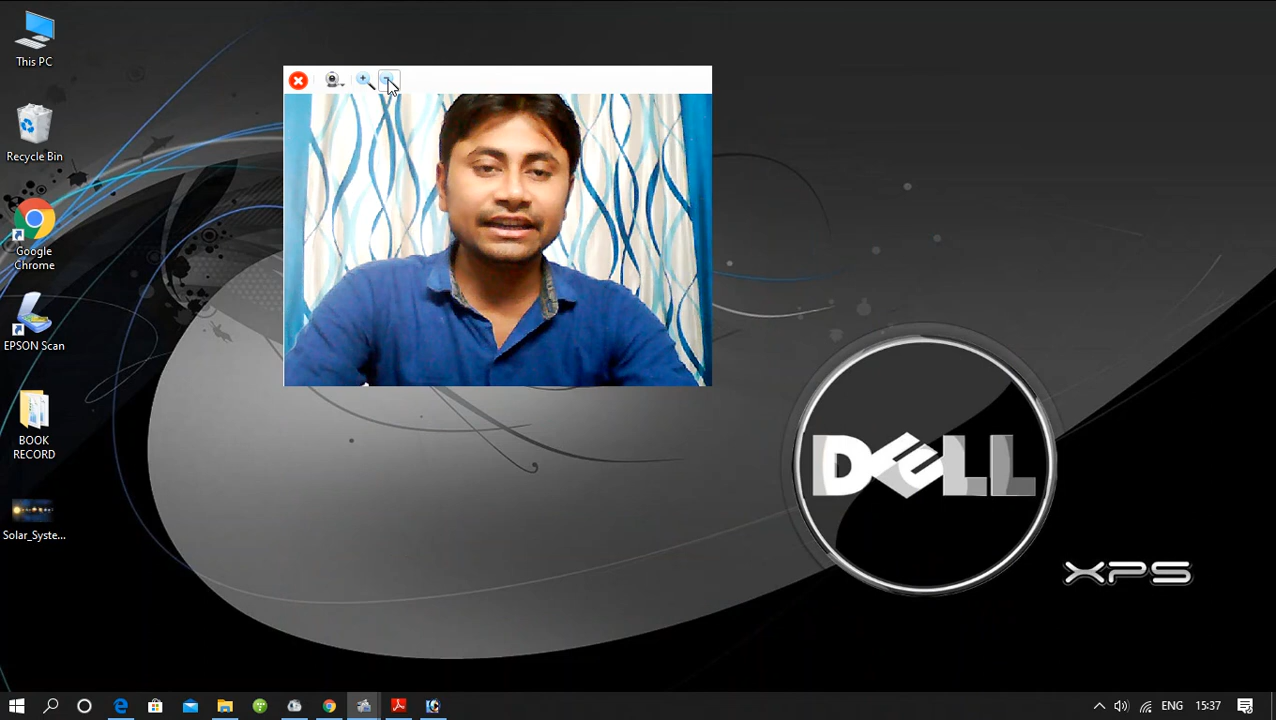 This PC
Recycle Bin
Google
Chrome
EPSON Scan
BOOK
RECORD
Solar_Syste...
DELL
XPS
ENG
15:37